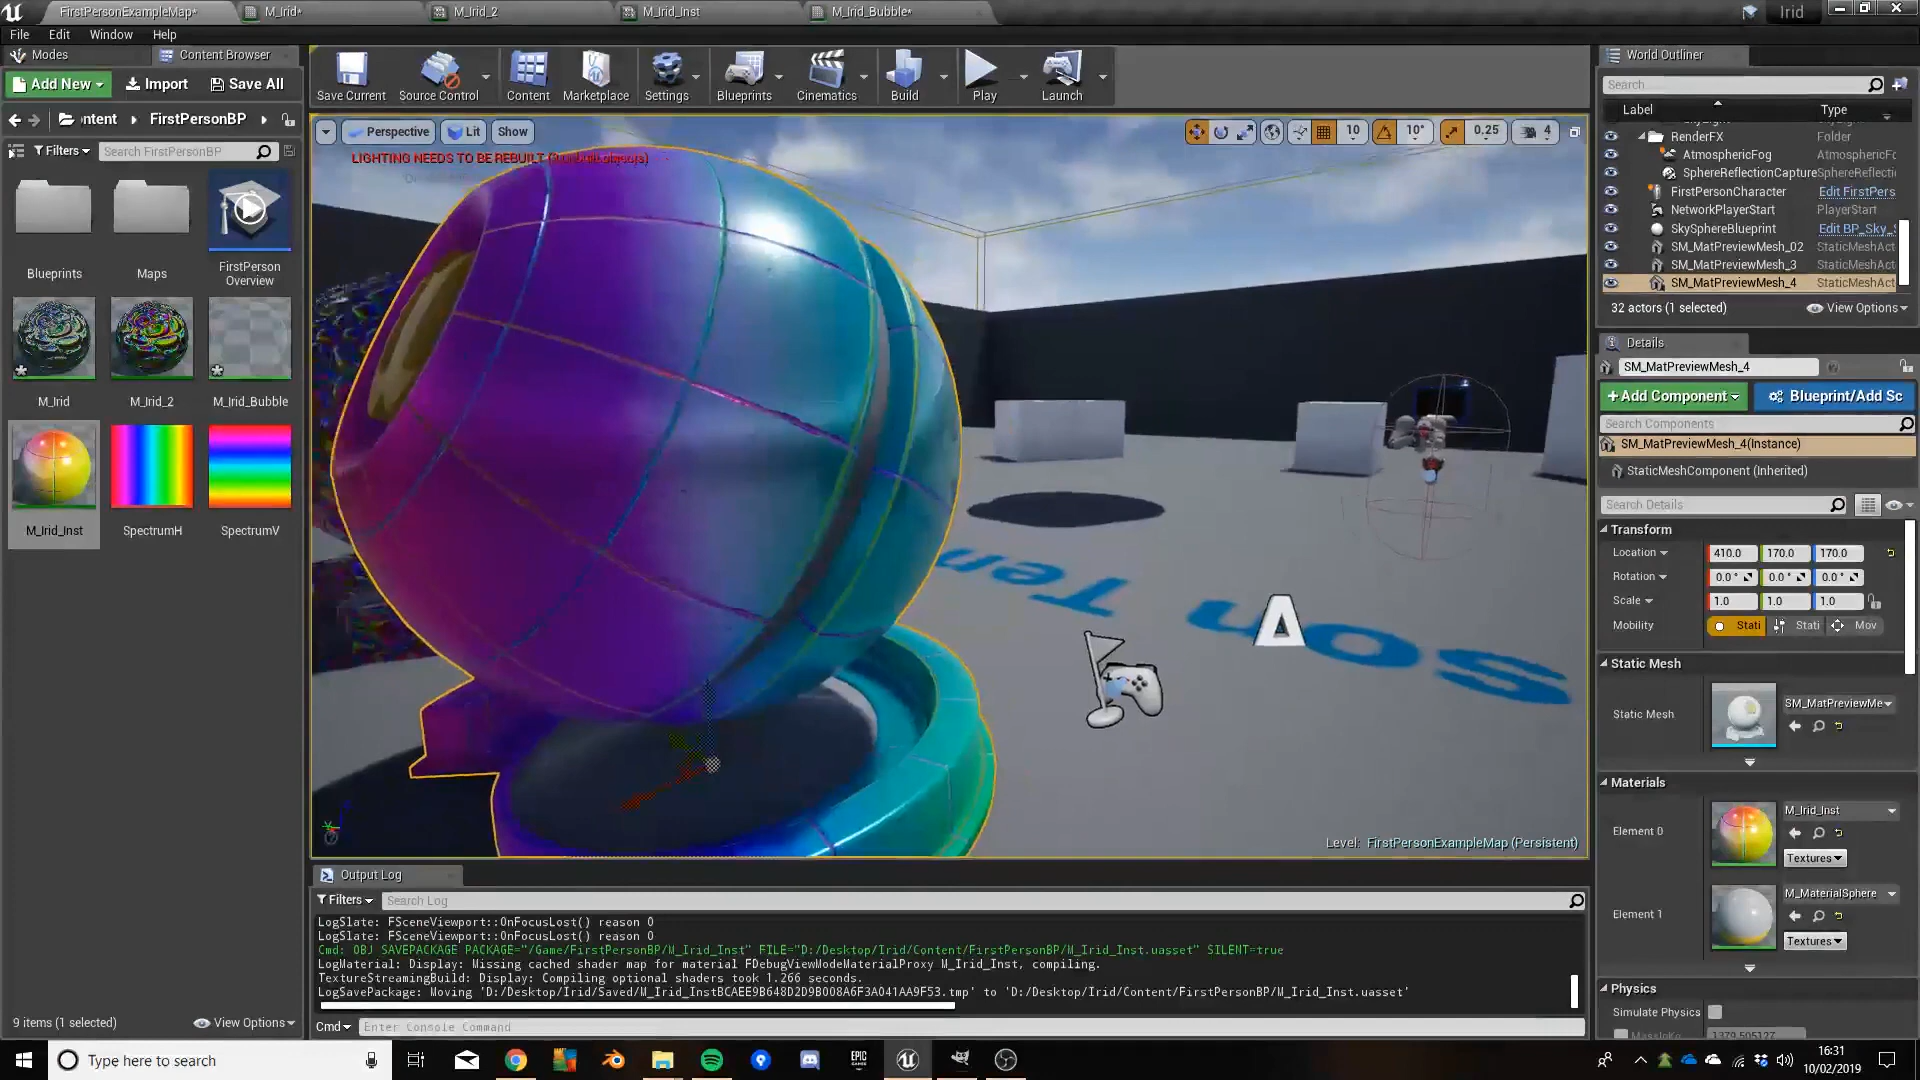 FirstPersonExampleMap*
M_Irid*
M_Irid_2
M_Irid_Inst
M_Irid_Bubble*
Irid
File
Edit
Window
Help
Modes
Content Browser
Add New
Import
Save All
ntent
FirstPersonBP
Filters
Search FirstPersonBP
Blueprints
Maps
FirstPerson
Overview
M_Irid
M_Irid_2
M_Irid_Bubble
M_Irid_Inst
SpectrumH
SpectrumV
9 items (1 selected)
View Options
Save Current
Source Control
Content
Marketplace
Settings
Blueprints
Cinematics
Build
Play
Launch
Perspective
Lit
Show
10
10°
0.25
4
LIGHTING NEEDS TO BE REBUILT
son Tem
Level: FirstPersonExampleMap (Persistent)
Output Log
Filters
Search Log
LogSlate: FSceneViewport::OnFocusLost() reason 0
LogSlate: FSceneViewport::OnFocusLost() reason 0
Cmd: OBJ SAVEPACKAGE PACKAGE="/Game/FirstPersonBP/M_Irid_Inst" FILE="D:/Desktop/Irid/Content/FirstPersonBP/M_Irid_Inst.uasset" SILENT=true
LogMaterial: Display: Missing cached shader map for material FDebugViewModeMaterialProxy M_Irid_Inst, compiling.
TextureStreamingBuild: Display: Compiling optional shaders took 1.266 seconds.
LogSavePackage: Moving 'D:/Desktop/Irid/Saved/M_Irid_InstBCAEE9B648D2D9B008A6F3A041AA9F53.tmp' to 'D:/Desktop/Irid/Content/FirstPersonBP/M_Irid_Inst.uasset'
Cmd
Enter Console Command
World Outliner
Search
Label
Type
RenderFX
Folder
AtmosphericFog
AtmosphericFc
SphereReflectionCapture
SphereReflecti
FirstPersonCharacter
Edit FirstPers
NetworkPlayerStart
PlayerStart
SkySphereBlueprint
Edit BP_Sky_S
SM_MatPreviewMesh_02
StaticMeshAct
SM_MatPreviewMesh_3
StaticMeshAct
SM_MatPreviewMesh_4
StaticMeshAct
32 actors (1 selected)
View Options
Details
SM_MatPreviewMesh_4
Add Component
Blueprint/Add Sc
Search Components
SM_MatPreviewMesh_4(Instance)
StaticMeshComponent (Inherited)
Search Details
Transform
Location
410.0
170.0
170.0
Rotation
0.0°
0.0°
0.0°
Scale
1.0
1.0
1.0
Mobility
Stati
Stati
Mov
Static Mesh
Static Mesh
SM_MatPreviewMe
Materials
Element 0
M_Irid_Inst
Textures
Element 1
M_MaterialSphere
Textures
Physics
Simulate Physics
Type here to search
16:31
10/02/2019